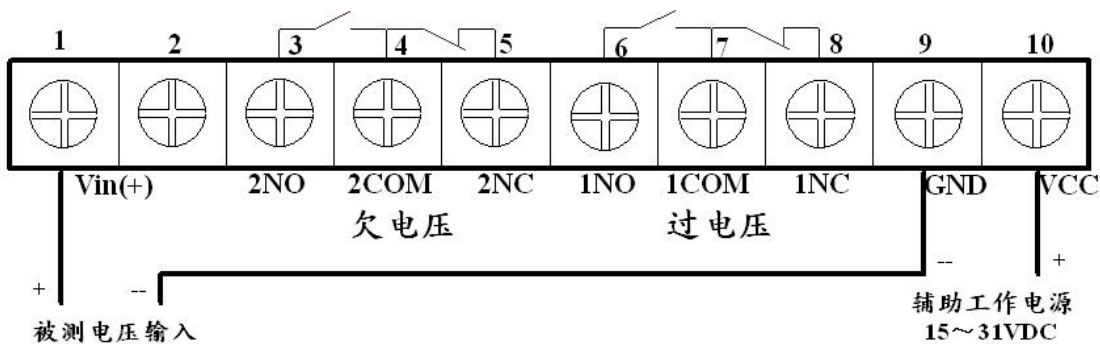 1 2 3 4 5 6 7 8 9 10
Vin(+) 2NO 2COM 2NC 1NO 1COM 1NC GND VCC
欠电压 过电压
+ -- -- +
被测电压输入
辅助工作电源
15～31VDC